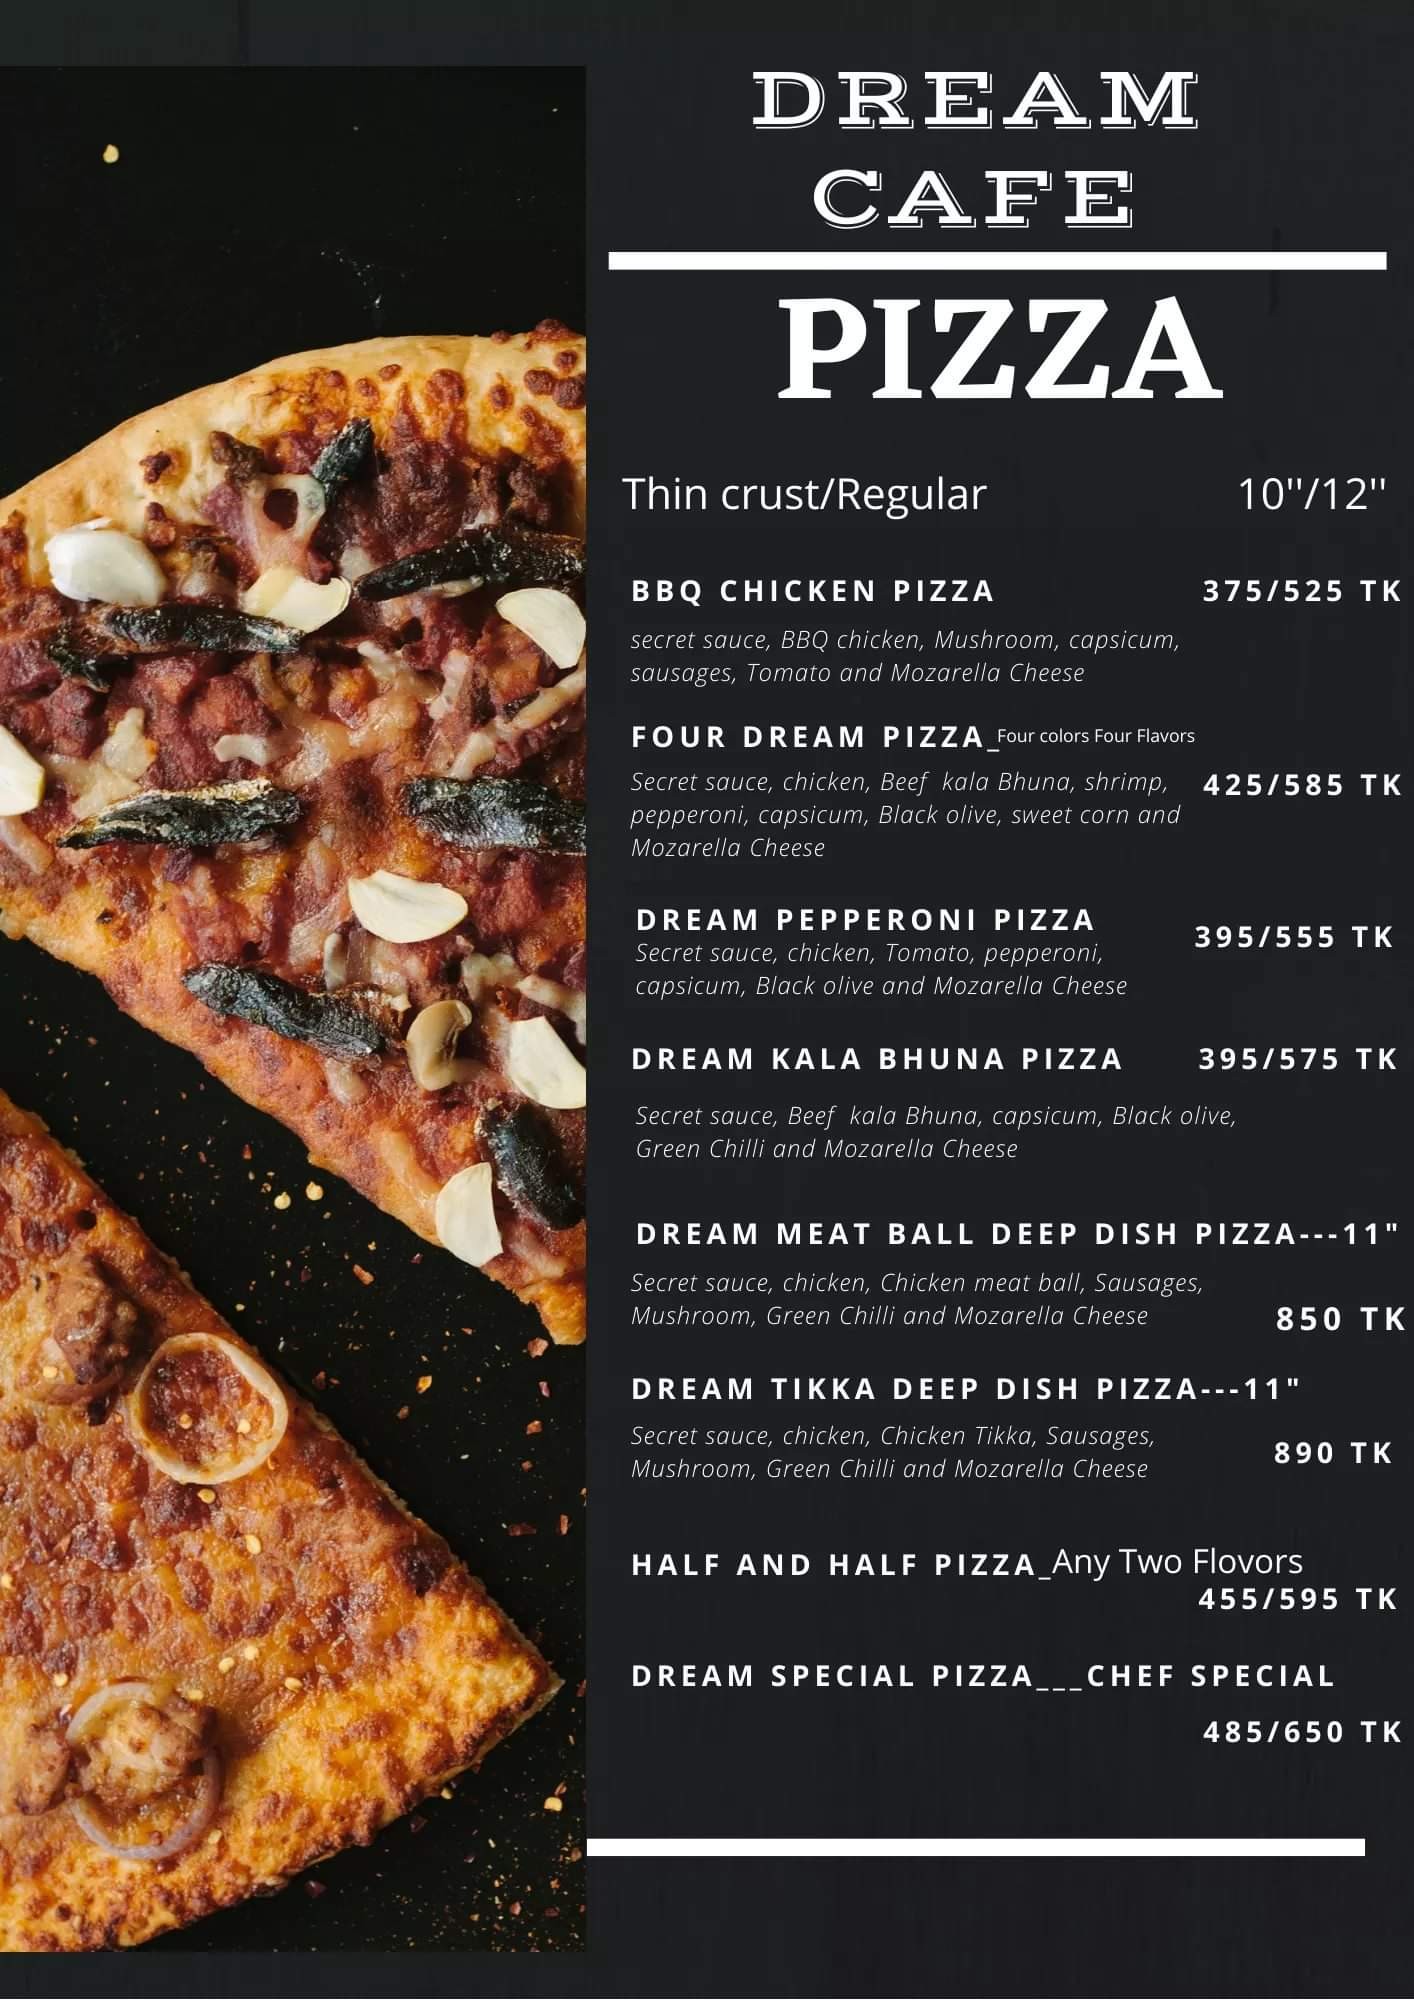 DREAM
CAFE
PIZZA
Thin crust/Regular 10''/12''
BBQ CHICKEN PIZZA 375/525 TK
secret sauce, BBQ chicken, Mushroom, capsicum,
sausages, Tomato and Mozarella Cheese
FOUR DREAM PIZZA_Four colors Four Flavors
Secret sauce, chicken, Beef kala Bhuna, shrimp, 425/585 TK
pepperoni, capsicum, Black olive, sweet corn and
Mozarella Cheese
DREAM PEPPERONI PIZZA 395/555 TK
Secret sauce, chicken, Tomato, pepperoni,
capsicum, Black olive and Mozarella Cheese
DREAM KALA BHUNA PIZZA 395/575 TK
Secret sauce, Beef kala Bhuna, capsicum, Black olive,
Green Chilli and Mozarella Cheese
DREAM MEAT BALL DEEP DISH PIZZA---11"
Secret sauce, chicken, Chicken meat ball, Sausages,
Mushroom, Green Chilli and Mozarella Cheese 850 TK
DREAM TIKKA DEEP DISH PIZZA---11"
Secret sauce, chicken, Chicken Tikka, Sausages,
Mushroom, Green Chilli and Mozarella Cheese 890 TK
HALF AND HALF PIZZA_Any Two Flovors
455/595 TK
DREAM SPECIAL PIZZA___CHEF SPECIAL
485/650 TK